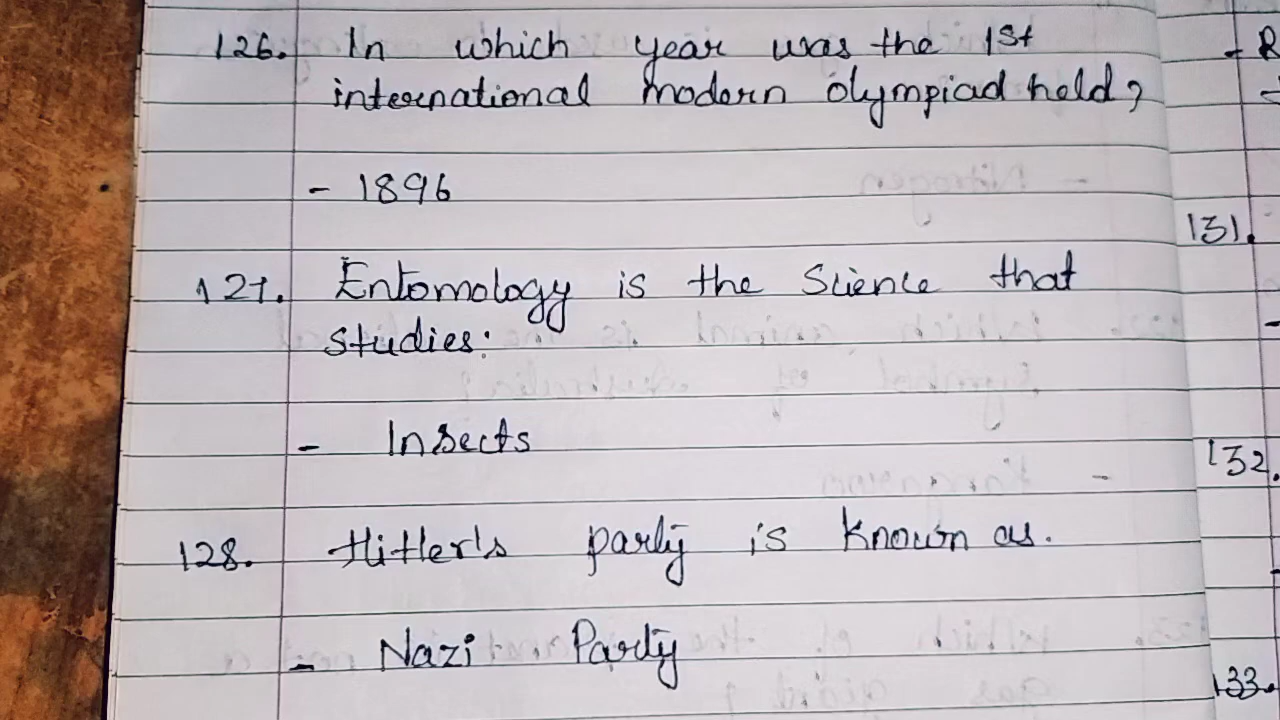 126. In which year was the 1st
international modern olympiad held?
- 1896
127. Entomology is the Science that
studies:
- Insects
128. Hitler's party is known as.
- Nazi Party
131.
132.
133.